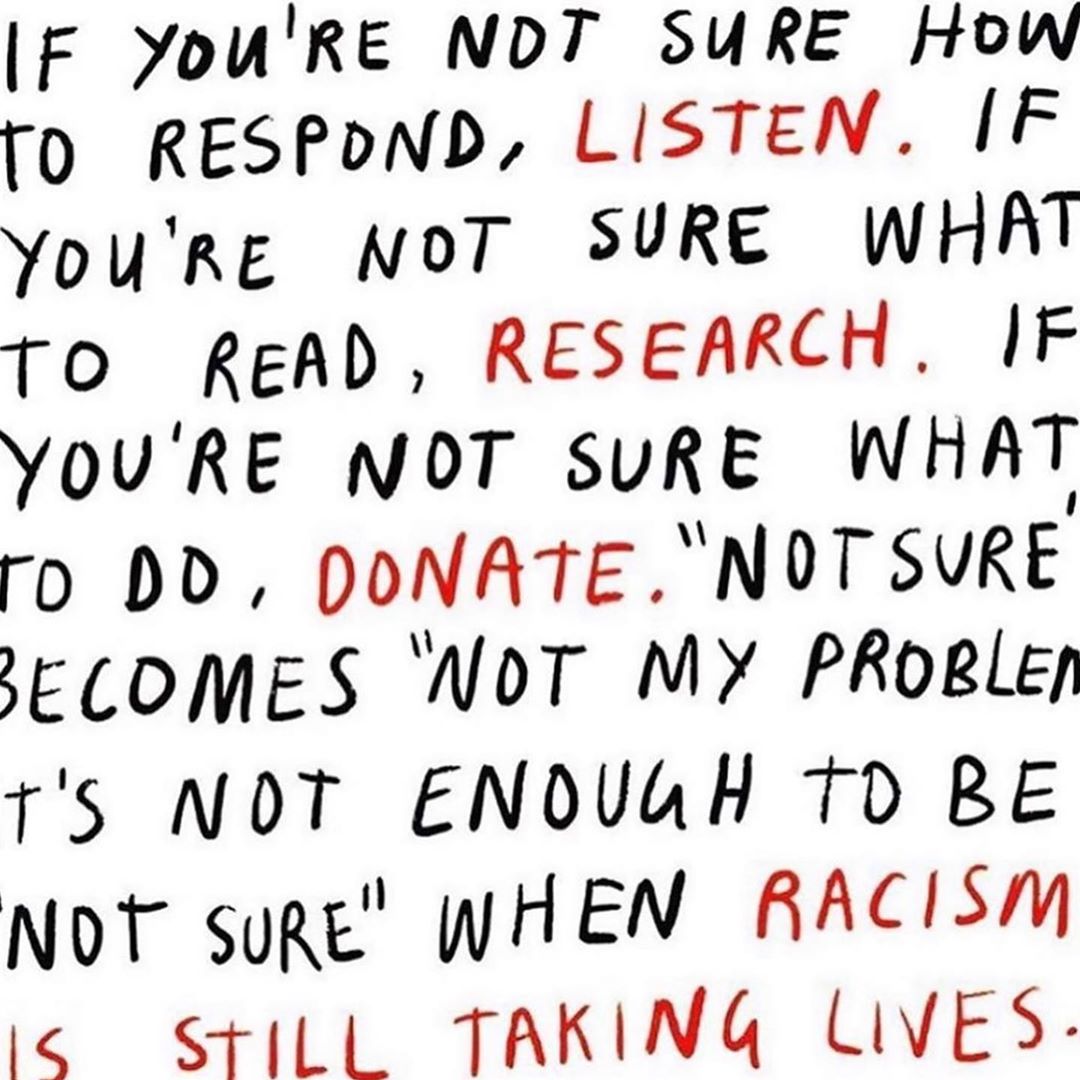 IF YOU'RE NOT SURE HOW
TO RESPOND, LISTEN. IF
YOU'RE NOT SURE WHAT
TO READ, RESEARCH. IF
YOU'RE NOT SURE WHAT
TO DO, DONATE. "NOT SURE'
BECOMES "NOT MY PROBLEM
T'S NOT ENOUGH TO BE
"NOT SURE" WHEN RACISM
IS STILL TAKING LIVES.